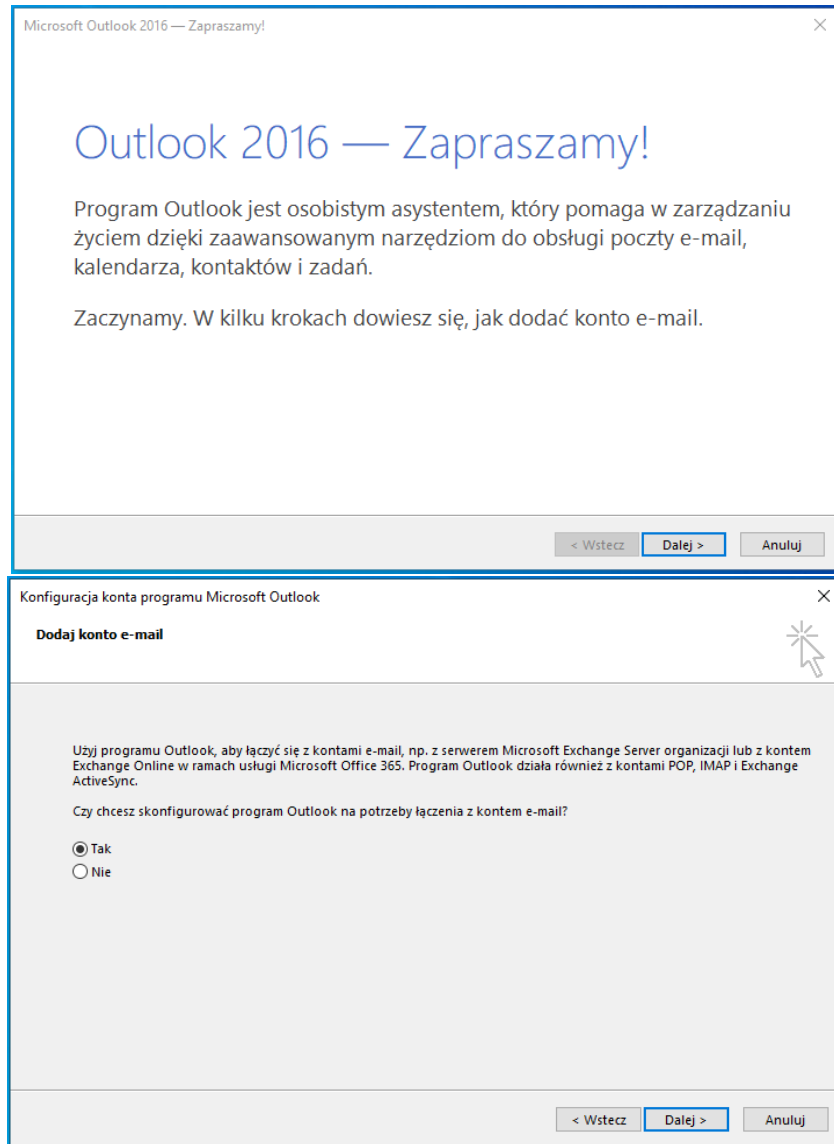 Microsoft Outlook 2016 — Zapraszamy!
Outlook 2016 — Zapraszamy!
Program Outlook jest osobistym asystentem, który pomaga w zarządzaniu
życiem dzięki zaawansowanym narzędziom do obsługi poczty e-mail,
kalendarza, kontaktów i zadań.
Zaczynamy. W kilku krokach dowiesz się, jak dodać konto e-mail.
< Wstecz Dalej > Anuluj
Konfiguracja konta programu Microsoft Outlook
Dodaj konto e-mail
Użyj programu Outlook, aby łączyć się z kontami e-mail, np. z serwerem Microsoft Exchange Server organizacji lub z kontem
Exchange Online w ramach usługi Microsoft Office 365. Program Outlook działa również z kontami POP, IMAP i Exchange
ActiveSync.
Czy chcesz skonfigurować program Outlook na potrzeby łączenia z kontem e-mail?
Tak
Nie
< Wstecz Dalej > Anuluj